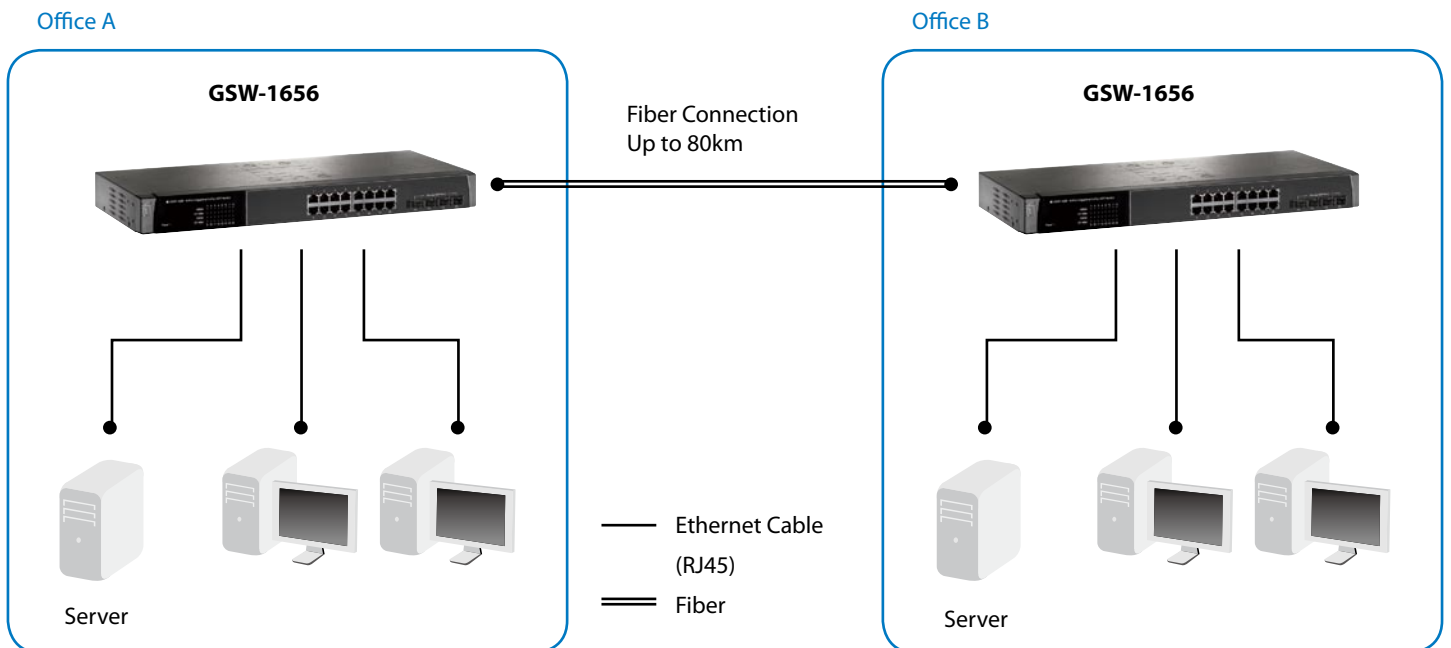 Office A
Office B
GSW-1656
GSW-1656
Fiber Connection
Up to 80km
Ethernet Cable
(RJ45)
Fiber
Server
Server